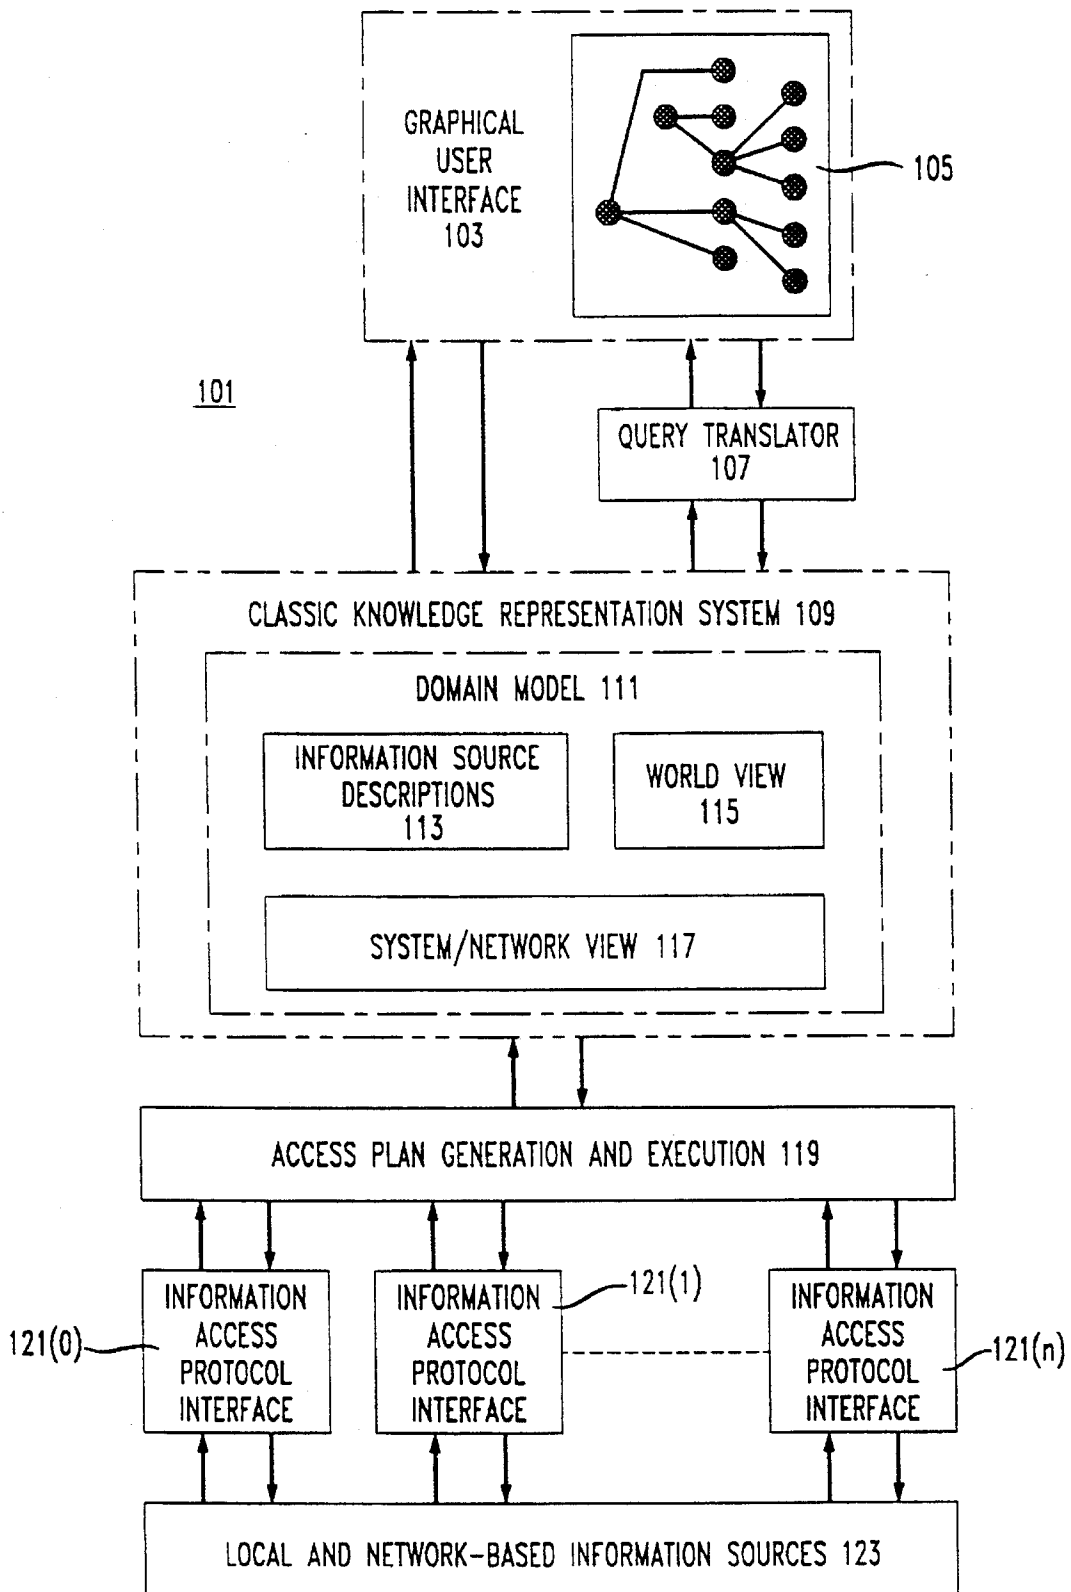 GRAPHICAL
USER
INTERFACE
103
105
101
QUERY TRANSLATOR
107
CLASSIC KNOWLEDGE REPRESENTATION SYSTEM 109
DOMAIN MODEL 111
INFORMATION SOURCE
DESCRIPTIONS
113
WORLD VIEW
115
SYSTEM/NETWORK VIEW 117
ACCESS PLAN GENERATION AND EXECUTION 119
121(0)
INFORMATION
ACCESS
PROTOCOL
INTERFACE
121(1)
INFORMATION
ACCESS
PROTOCOL
INTERFACE
121(n)
INFORMATION
ACCESS
PROTOCOL
INTERFACE
LOCAL AND NETWORK-BASED INFORMATION SOURCES 123